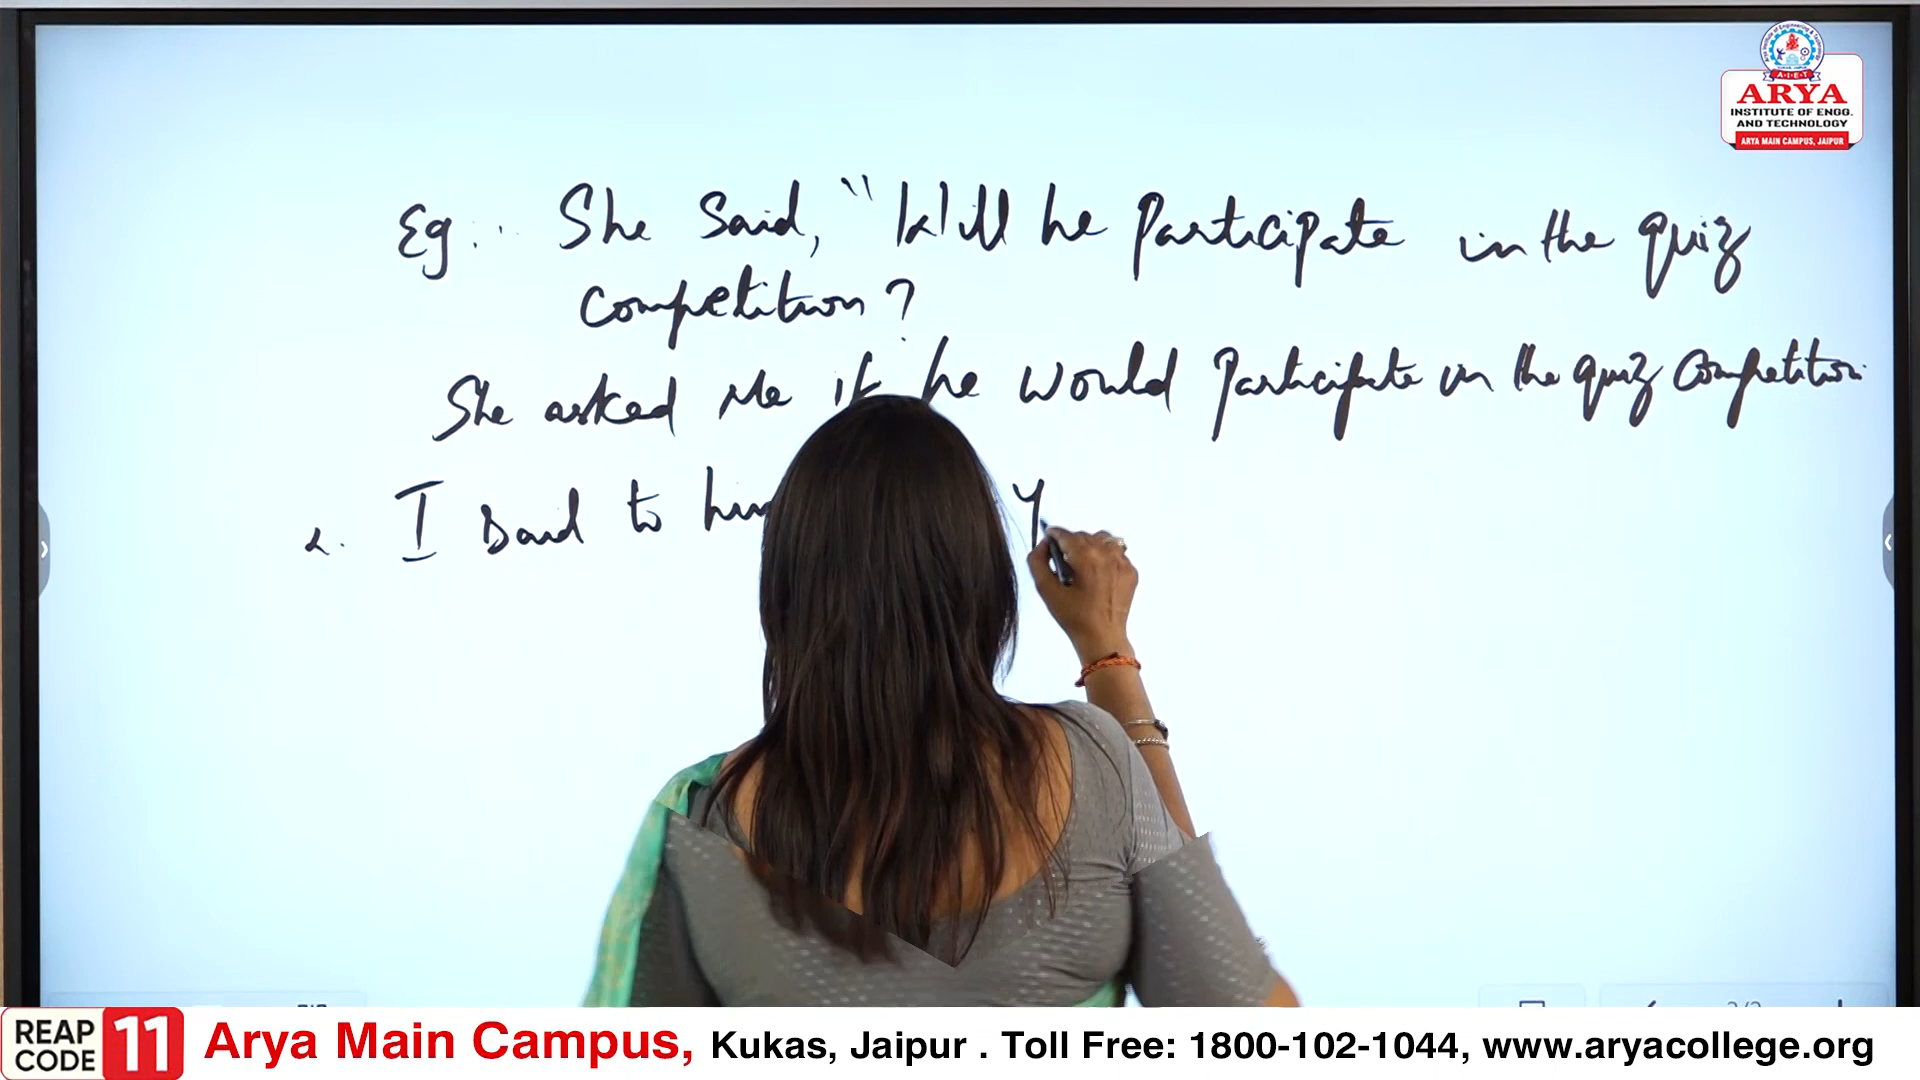 ARYA
INSTITUTE OF ENGG.
AND TECHNOLOGY
ARYA MAIN CAMPUS, JAIPUR
A·I·E·T
Eg. She Said, "Will he Participate in the quiz
Competition?
She asked Me if he would Participate in the quiz Competition.
2. I said to him Y
REAP
CODE 11
Arya Main Campus, Kukas, Jaipur . Toll Free: 1800-102-1044, www.aryacollege.org